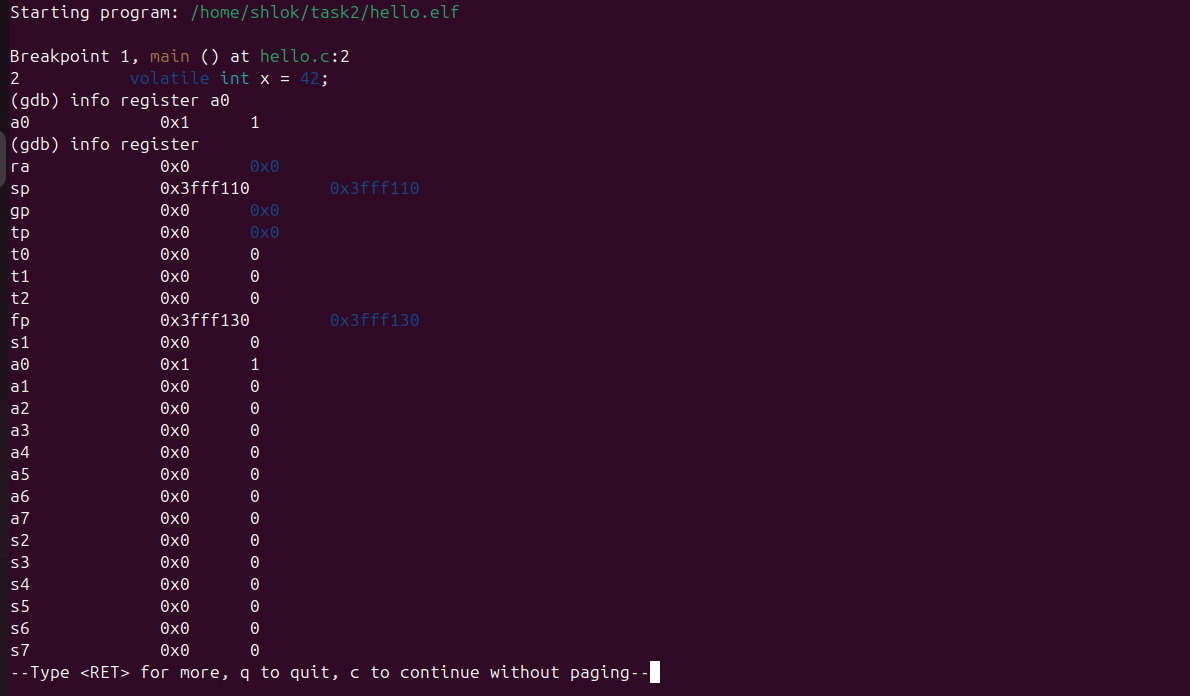 Starting program: /home/shlok/task2/hello.elf
Breakpoint 1, main () at hello.c:2
2           volatile int x = 42;
(gdb) info register a0
a0             0x1      1
(gdb) info register
ra             0x0      0x0
sp             0x3fff110        0x3fff110
gp             0x0      0x0
tp             0x0      0x0
t0             0x0      0
t1             0x0      0
t2             0x0      0
fp             0x3fff130        0x3fff130
s1             0x0      0
a0             0x1      1
a1             0x0      0
a2             0x0      0
a3             0x0      0
a4             0x0      0
a5             0x0      0
a6             0x0      0
a7             0x0      0
s2             0x0      0
s3             0x0      0
s4             0x0      0
s5             0x0      0
s6             0x0      0
s7             0x0      0
--Type <RET> for more, q to quit, c to continue without paging--